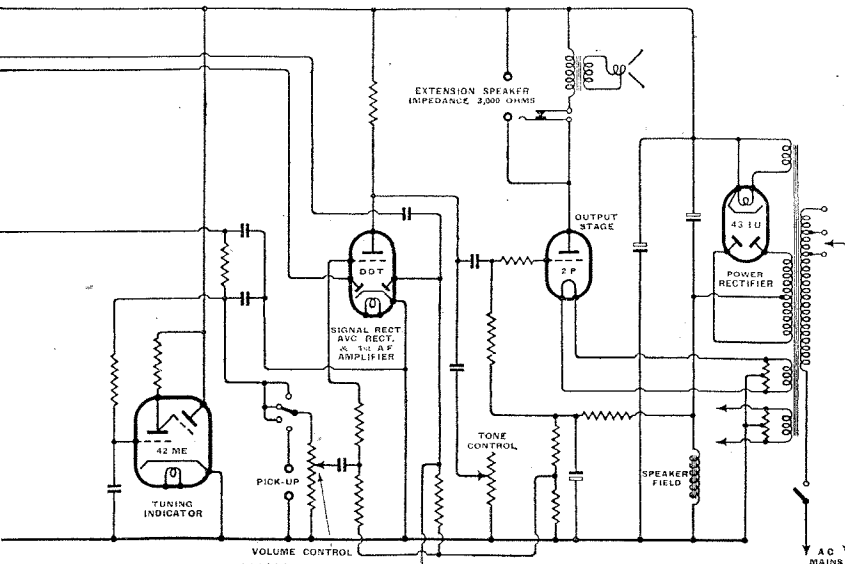 EXTENSION SPEAKER
IMPEDANCE 3,000 OHMS
OUTPUT
STAGE
2 P
43 IU
POWER
RECTIFIER
DDT
SIGNAL RECT
AVC RECT.
& 1st A F
AMPLIFIER
42 ME
TUNING
INDICATOR
PICK-UP
VOLUME CONTROL
TONE
CONTROL
SPEAKER
FIELD
A C
MAINS